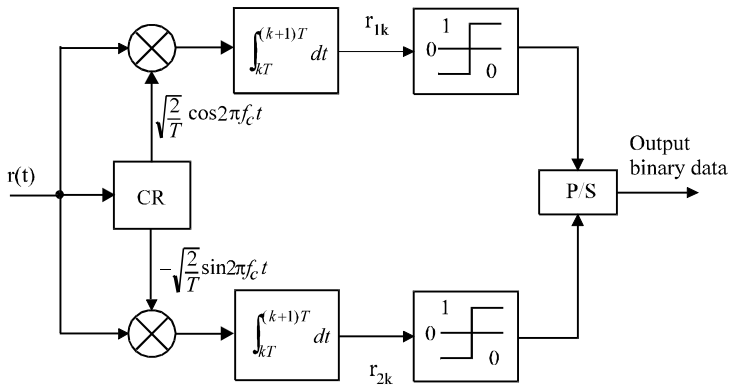 r(t)
CR
√(2/T) cos2πf_c t
−√(2/T) sin2πf_c t
∫_{kT}^{(k+1)T} dt
r_{1k}
1
0
0
∫_{kT}^{(k+1)T} dt
r_{2k}
1
0
0
P/S
Output
binary data